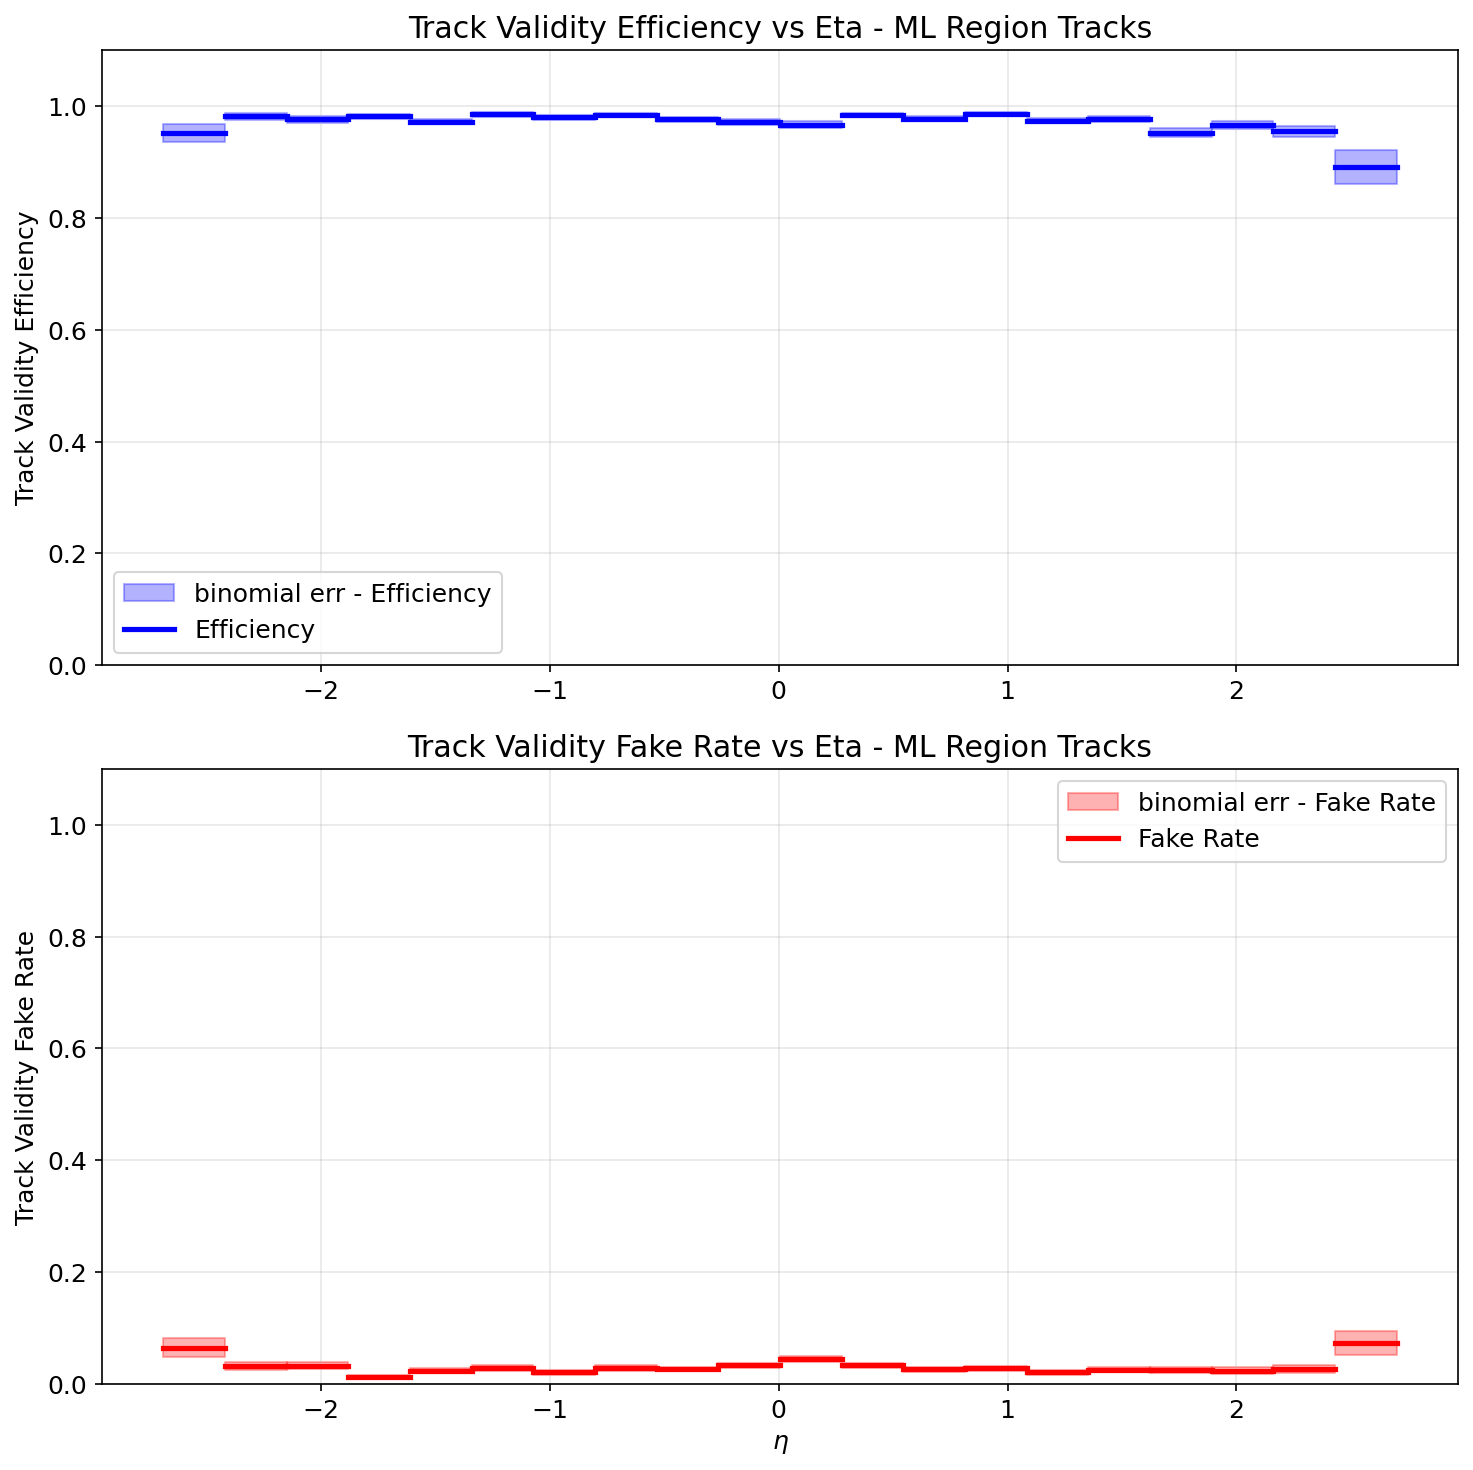 Track Validity Efficiency vs Eta - ML Region Tracks
Track Validity Efficiency
1.0
0.8
0.6
0.4
0.2
0.0
binomial err - Efficiency
Efficiency
−2
−1
0
1
2
Track Validity Fake Rate vs Eta - ML Region Tracks
Track Validity Fake Rate
1.0
0.8
0.6
0.4
0.2
0.0
binomial err - Fake Rate
Fake Rate
−2
−1
0
1
2
η